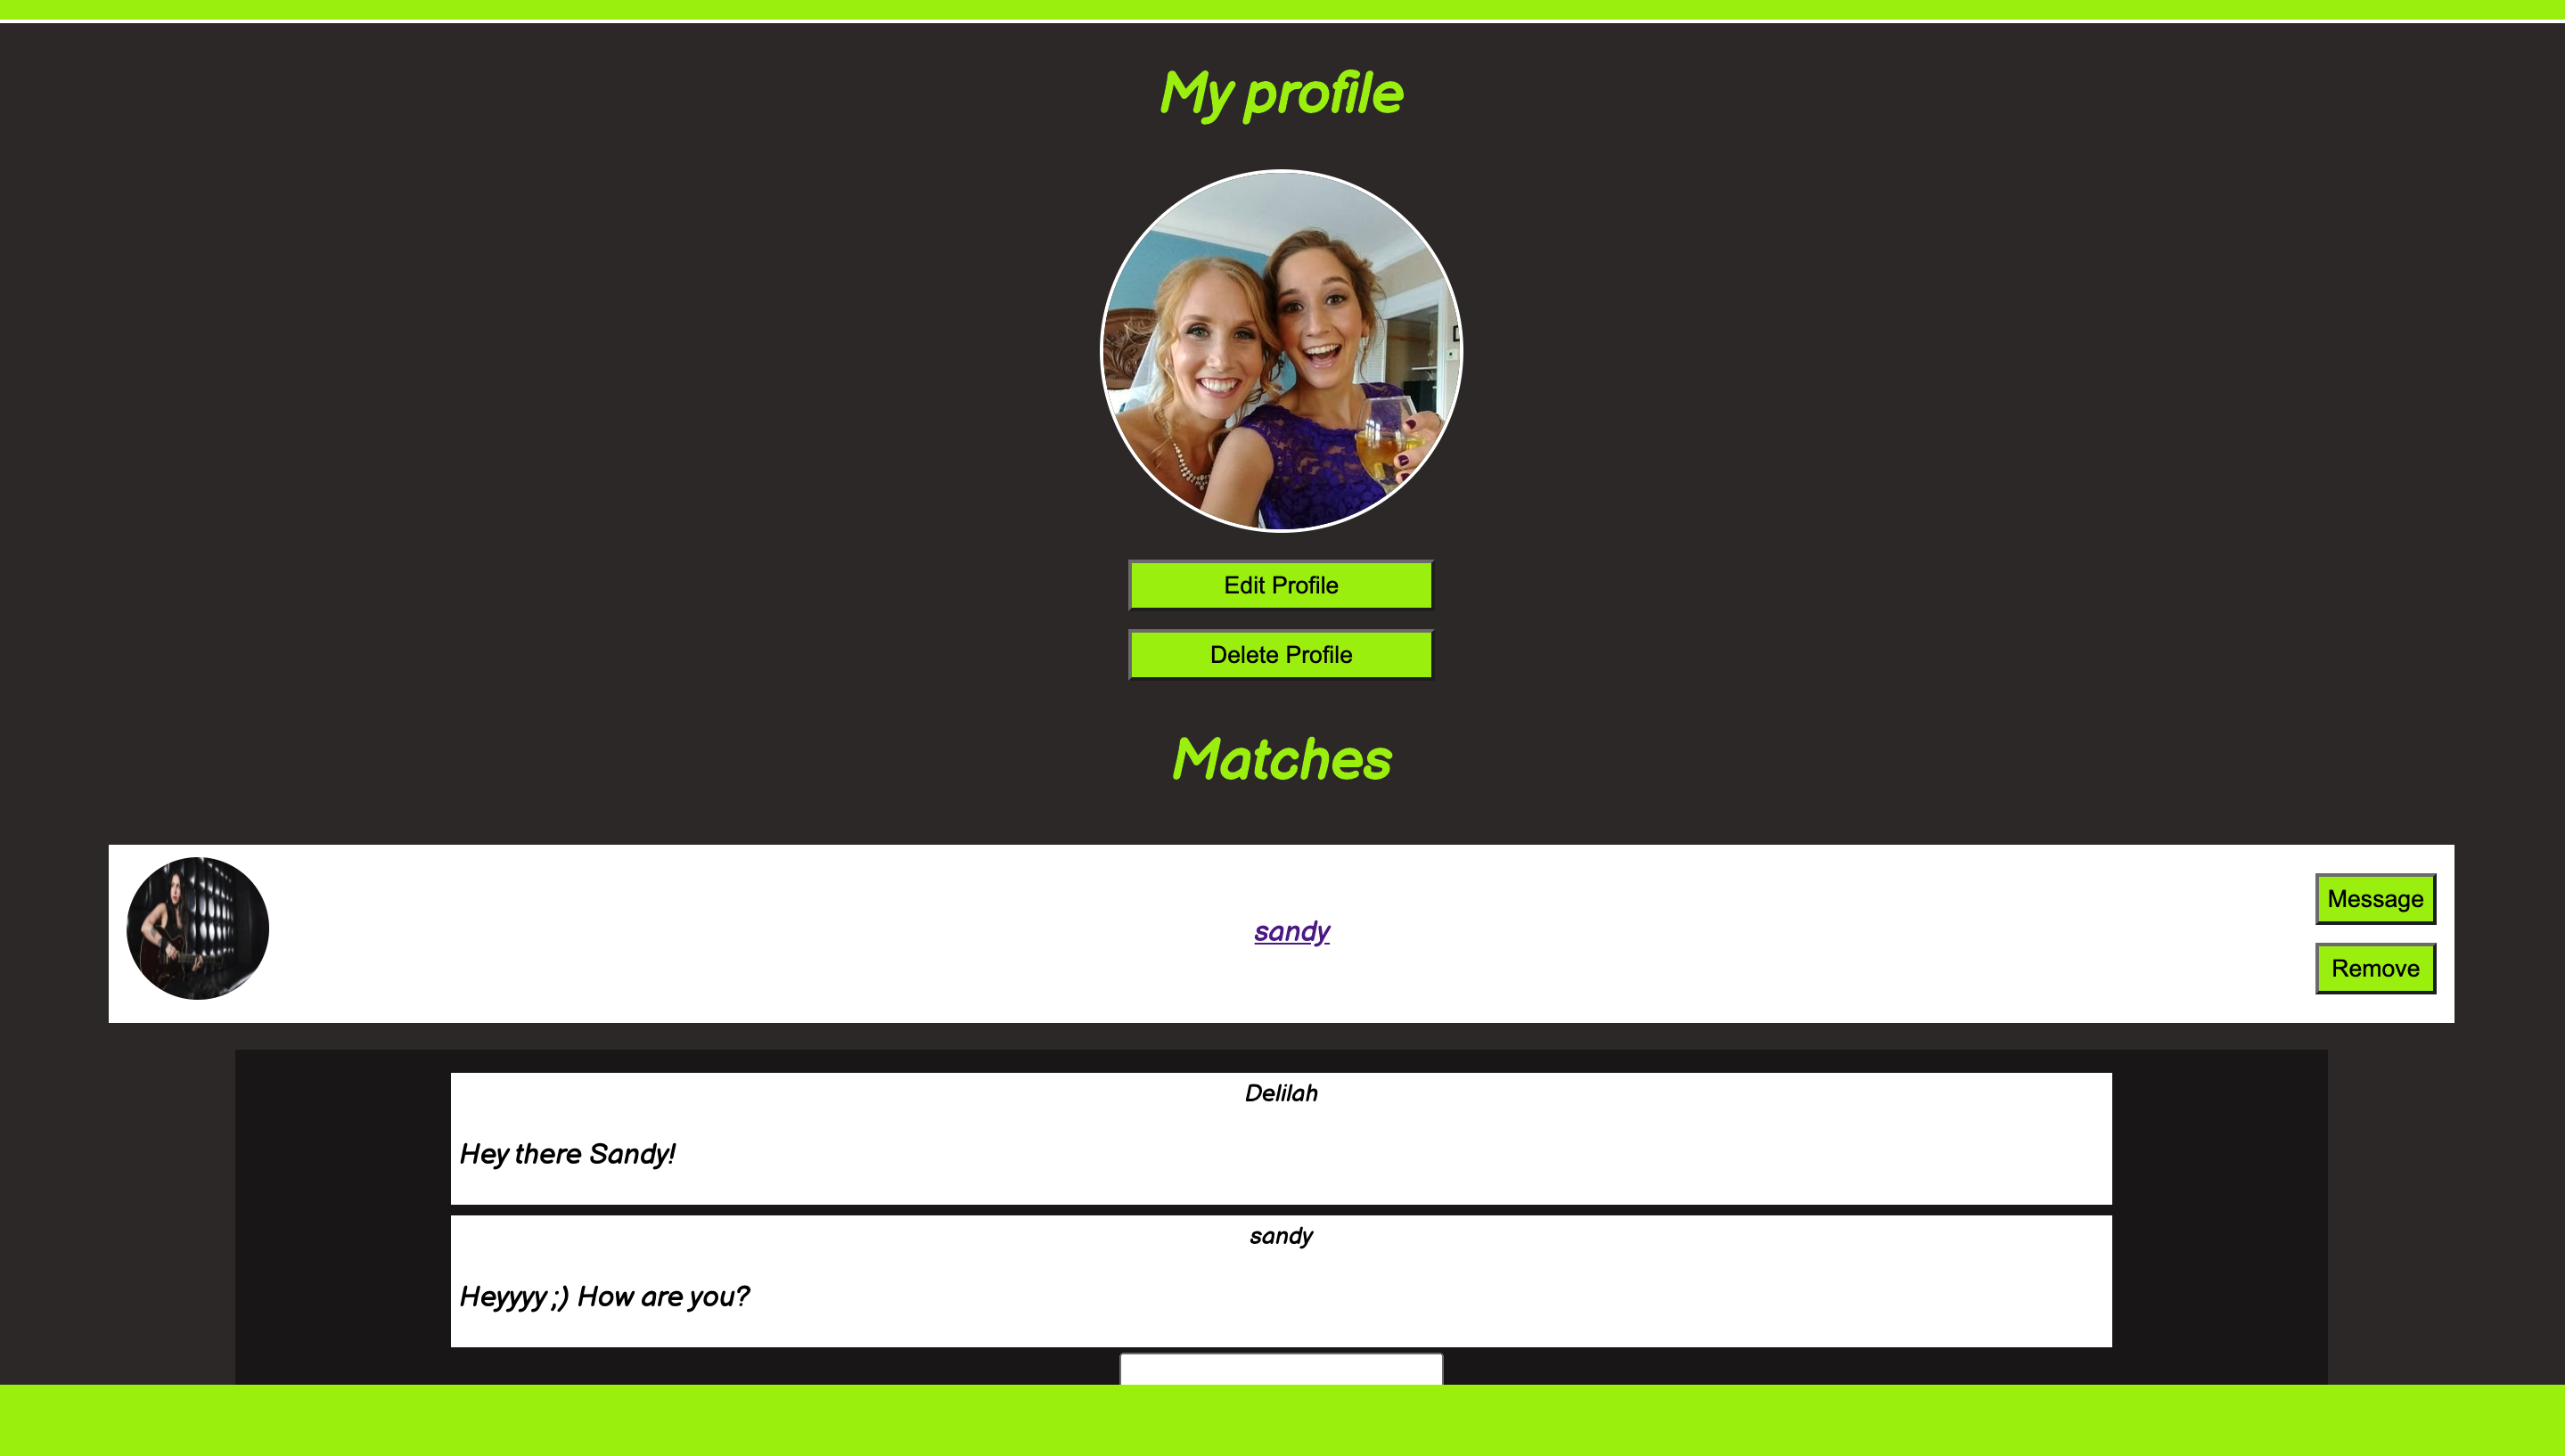 My profile
Edit Profile
Delete Profile
Matches
sandy
Message
Remove
Delilah
Hey there Sandy!
sandy
Heyyyy ;) How are you?